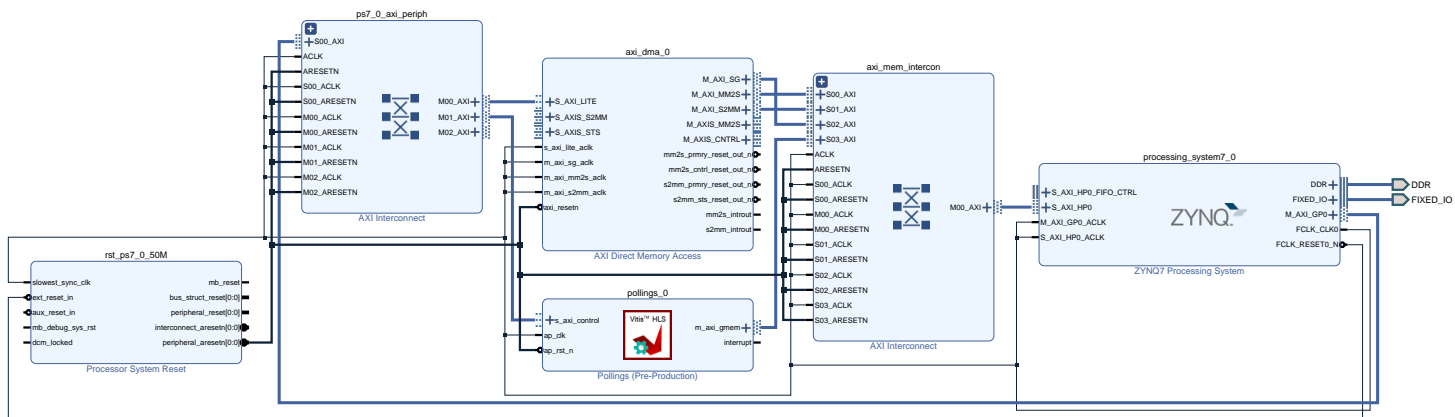 ps7_0_axi_periph
S00_AXI
ACLK
ARESETN
S00_ACLK
S00_ARESETN
M00_ACLK
M00_ARESETN
M01_ACLK
M01_ARESETN
M02_ACLK
M02_ARESETN
M00_AXI
M01_AXI
M02_AXI
AXI Interconnect
axi_dma_0
S_AXI_LITE
S_AXIS_S2MM
S_AXIS_STS
s_axi_lite_aclk
m_axi_sg_aclk
m_axi_mm2s_aclk
m_axi_s2mm_aclk
axi_resetn
M_AXI_SG
M_AXI_MM2S
M_AXI_S2MM
M_AXIS_MM2S
M_AXIS_CNTRL
mm2s_prmry_reset_out_n
mm2s_cntrl_reset_out_n
s2mm_prmry_reset_out_n
s2mm_sts_reset_out_n
mm2s_introut
s2mm_introut
AXI Direct Memory Access
axi_mem_intercon
S00_AXI
S01_AXI
S02_AXI
S03_AXI
ACLK
ARESETN
S00_ACLK
S00_ARESETN
M00_ACLK
M00_ARESETN
S01_ACLK
S01_ARESETN
S02_ACLK
S02_ARESETN
S03_ACLK
S03_ARESETN
M00_AXI
AXI Interconnect
processing_system7_0
S_AXI_HP0_FIFO_CTRL
S_AXI_HP0
M_AXI_GP0_ACLK
S_AXI_HP0_ACLK
ZYNQ
DDR
FIXED_IO
M_AXI_GP0
FCLK_CLK0
FCLK_RESET0_N
ZYNQ7 Processing System
DDR
FIXED_IO
rst_ps7_0_50M
slowest_sync_clk
ext_reset_in
aux_reset_in
mb_debug_sys_rst
dcm_locked
mb_reset
bus_struct_reset[0:0]
peripheral_reset[0:0]
interconnect_aresetn[0:0]
peripheral_aresetn[0:0]
Processor System Reset
pollings_0
s_axi_control
ap_clk
ap_rst_n
Vitis™ HLS
m_axi_gmem
interrupt
Pollings (Pre-Production)